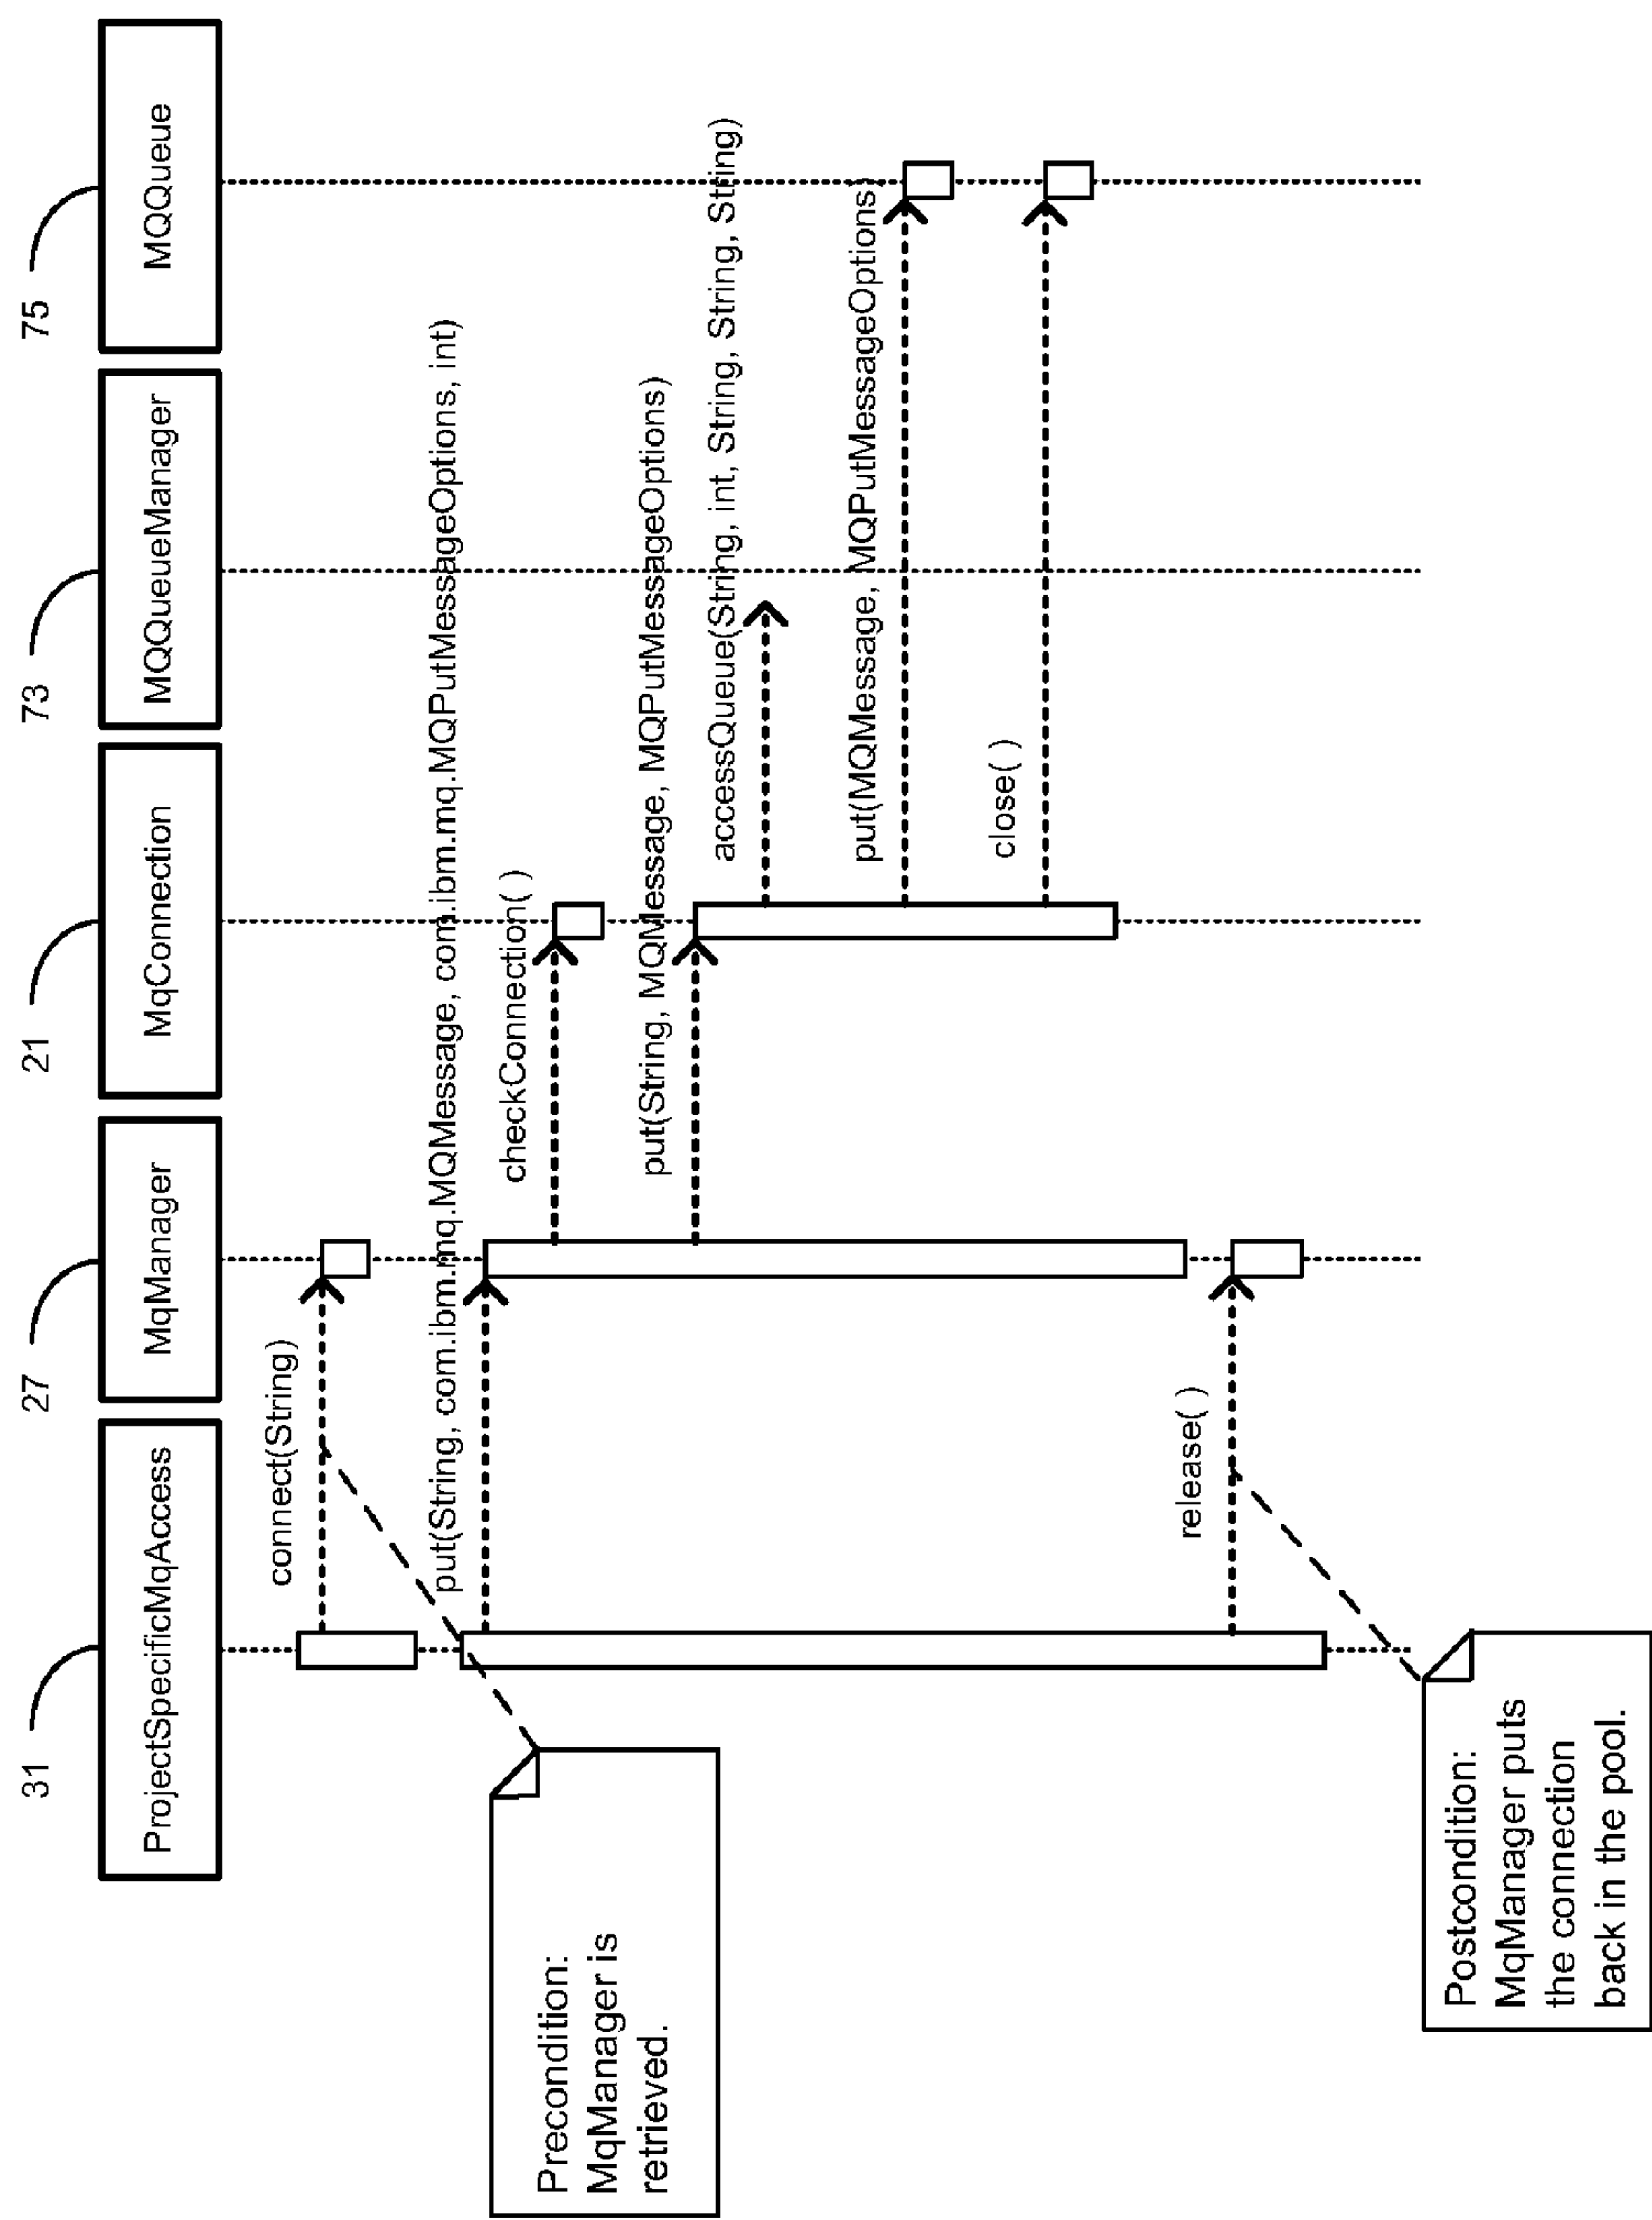 31
27
21
73
75
ProjectSpecificMqAccess
MqManager
MqConnection
MQQueueManager
MQQueue
connect(String)
put(String, com.ibm.mq.MQMessage, com.ibm.mq.MQPutMessageOptions, int)
checkConnection( )
Precondition:
MqManager is
retrieved.
put(String, MQMessage, MQPutMessageOptions)
accessQueue(String, int, String, String, String)
put(MQMessage, MQPutMessageOptions)
close( )
release( )
Postcondition:
MqManager puts
the connection
back in the pool.